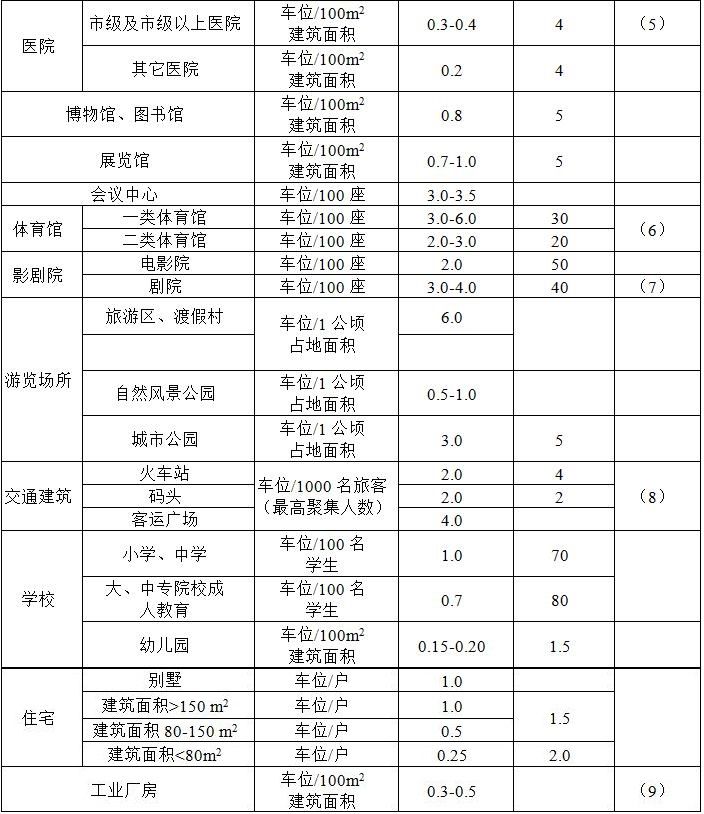 医院 市级及市级以上医院 车位/100m² 建筑面积 0.3-0.4 4 （5）
其它医院 车位/100m² 建筑面积 0.2 4
博物馆、图书馆 车位/100m² 建筑面积 0.8 5
展览馆 车位/100m² 建筑面积 0.7-1.0 5
会议中心 车位/100 座 3.0-3.5
体育馆 一类体育馆 车位/100 座 3.0-6.0 30 （6）
二类体育馆 车位/100 座 2.0-3.0 20
影剧院 电影院 车位/100 座 2.0 50
剧院 车位/100 座 3.0-4.0 40 （7）
游览场所 旅游区、渡假村 车位/1 公顷 占地面积 6.0
自然风景公园 车位/1 公顷 占地面积 0.5-1.0
城市公园 车位/1 公顷 占地面积 3.0 5
交通建筑 火车站 车位/1000 名旅客（最高聚集人数） 2.0 4 （8）
码头 2.0 2
客运广场 4.0
学校 小学、中学 车位/100 名 学生 1.0 70
大、中专院校成人教育 车位/100 名 学生 0.7 80
幼儿园 车位/100m² 建筑面积 0.15-0.20 1.5
住宅 别墅 车位/户 1.0 1.5
建筑面积>150 m² 车位/户 1.0
建筑面积 80-150 m² 车位/户 0.5
建筑面积<80m² 车位/户 0.25 2.0
工业厂房 车位/100m² 建筑面积 0.3-0.5 （9）